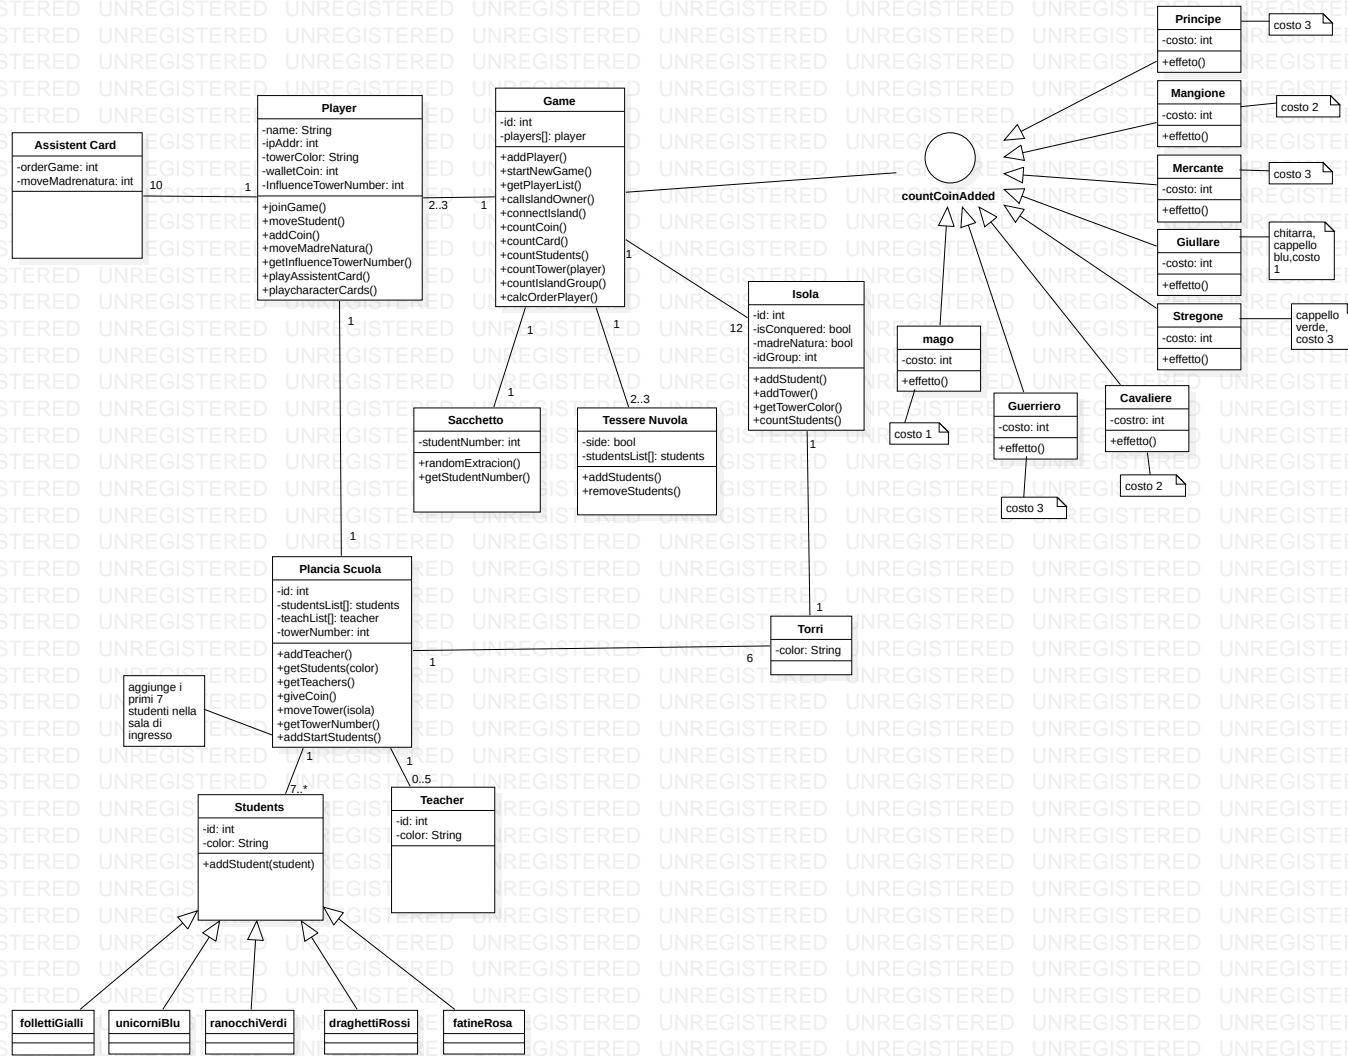 UNREGISTERED
Principe
-costo: int
+effeto()
costo 3
Mangione
-costo: int
+effetto()
costo 2
Mercante
-costo: int
+effetto()
costo 3
Giullare
-costo: int
+effetto()
chitarra,
cappello
blu,costo
1
Stregone
-costo: int
+effetto()
cappello
verde,
costo 3
Assistent Card
-orderGame: int
-moveMadrenatura: int
10
1
Player
-name: String
-ipAddr: int
-towerColor: String
-walletCoin: int
-InfluenceTowerNumber: int
+joinGame()
+moveStudent()
+addCoin()
+moveMadreNatura()
+getInfluenceTowerNumber()
+playAssistentCard()
+playcharacterCards()
2..3
1
Game
-id: int
-players[]: player
+addPlayer()
+startNewGame()
+getPlayerList()
+callIslandOwner()
+connectIsland()
+countCoin()
+countCard()
+countStudents()
+countTower(player)
+countIslandGroup()
+calcOrderPlayer()
countCoinAdded
1
12
Isola
-id: int
-isConquered: bool
-madreNatura: bool
-idGroup: int
+addStudent()
+addTower()
+getTowerColor()
+countStudents()
mago
-costo: int
+effetto()
costo 1
Guerriero
-costo: int
+effetto()
costo 3
Cavaliere
-costro: int
+effetto()
costo 2
1
1
1
2..3
Sacchetto
-studentNumber: int
+randomExtracion()
+getStudentNumber()
Tessere Nuvola
-side: bool
-studentsList[]: students
+addStudents()
+removeStudents()
1
1
1
1
Plancia Scuola
-id: int
-studentsList[]: students
-teachList[]: teacher
-towerNumber: int
+addTeacher()
+getStudents(color)
+getTeachers()
+giveCoin()
+moveTower(isola)
+getTowerNumber()
+addStartStudents()
1
6
Torri
-color: String
aggiunge i
primi 7
studenti nella
sala di
ingresso
1
7..*
1
0..5
Students
-id: int
-color: String
+addStudent(student)
Teacher
-id: int
-color: String
follettiGialli
unicorniBlu
ranocchiVerdi
draghettiRossi
fatineRosa